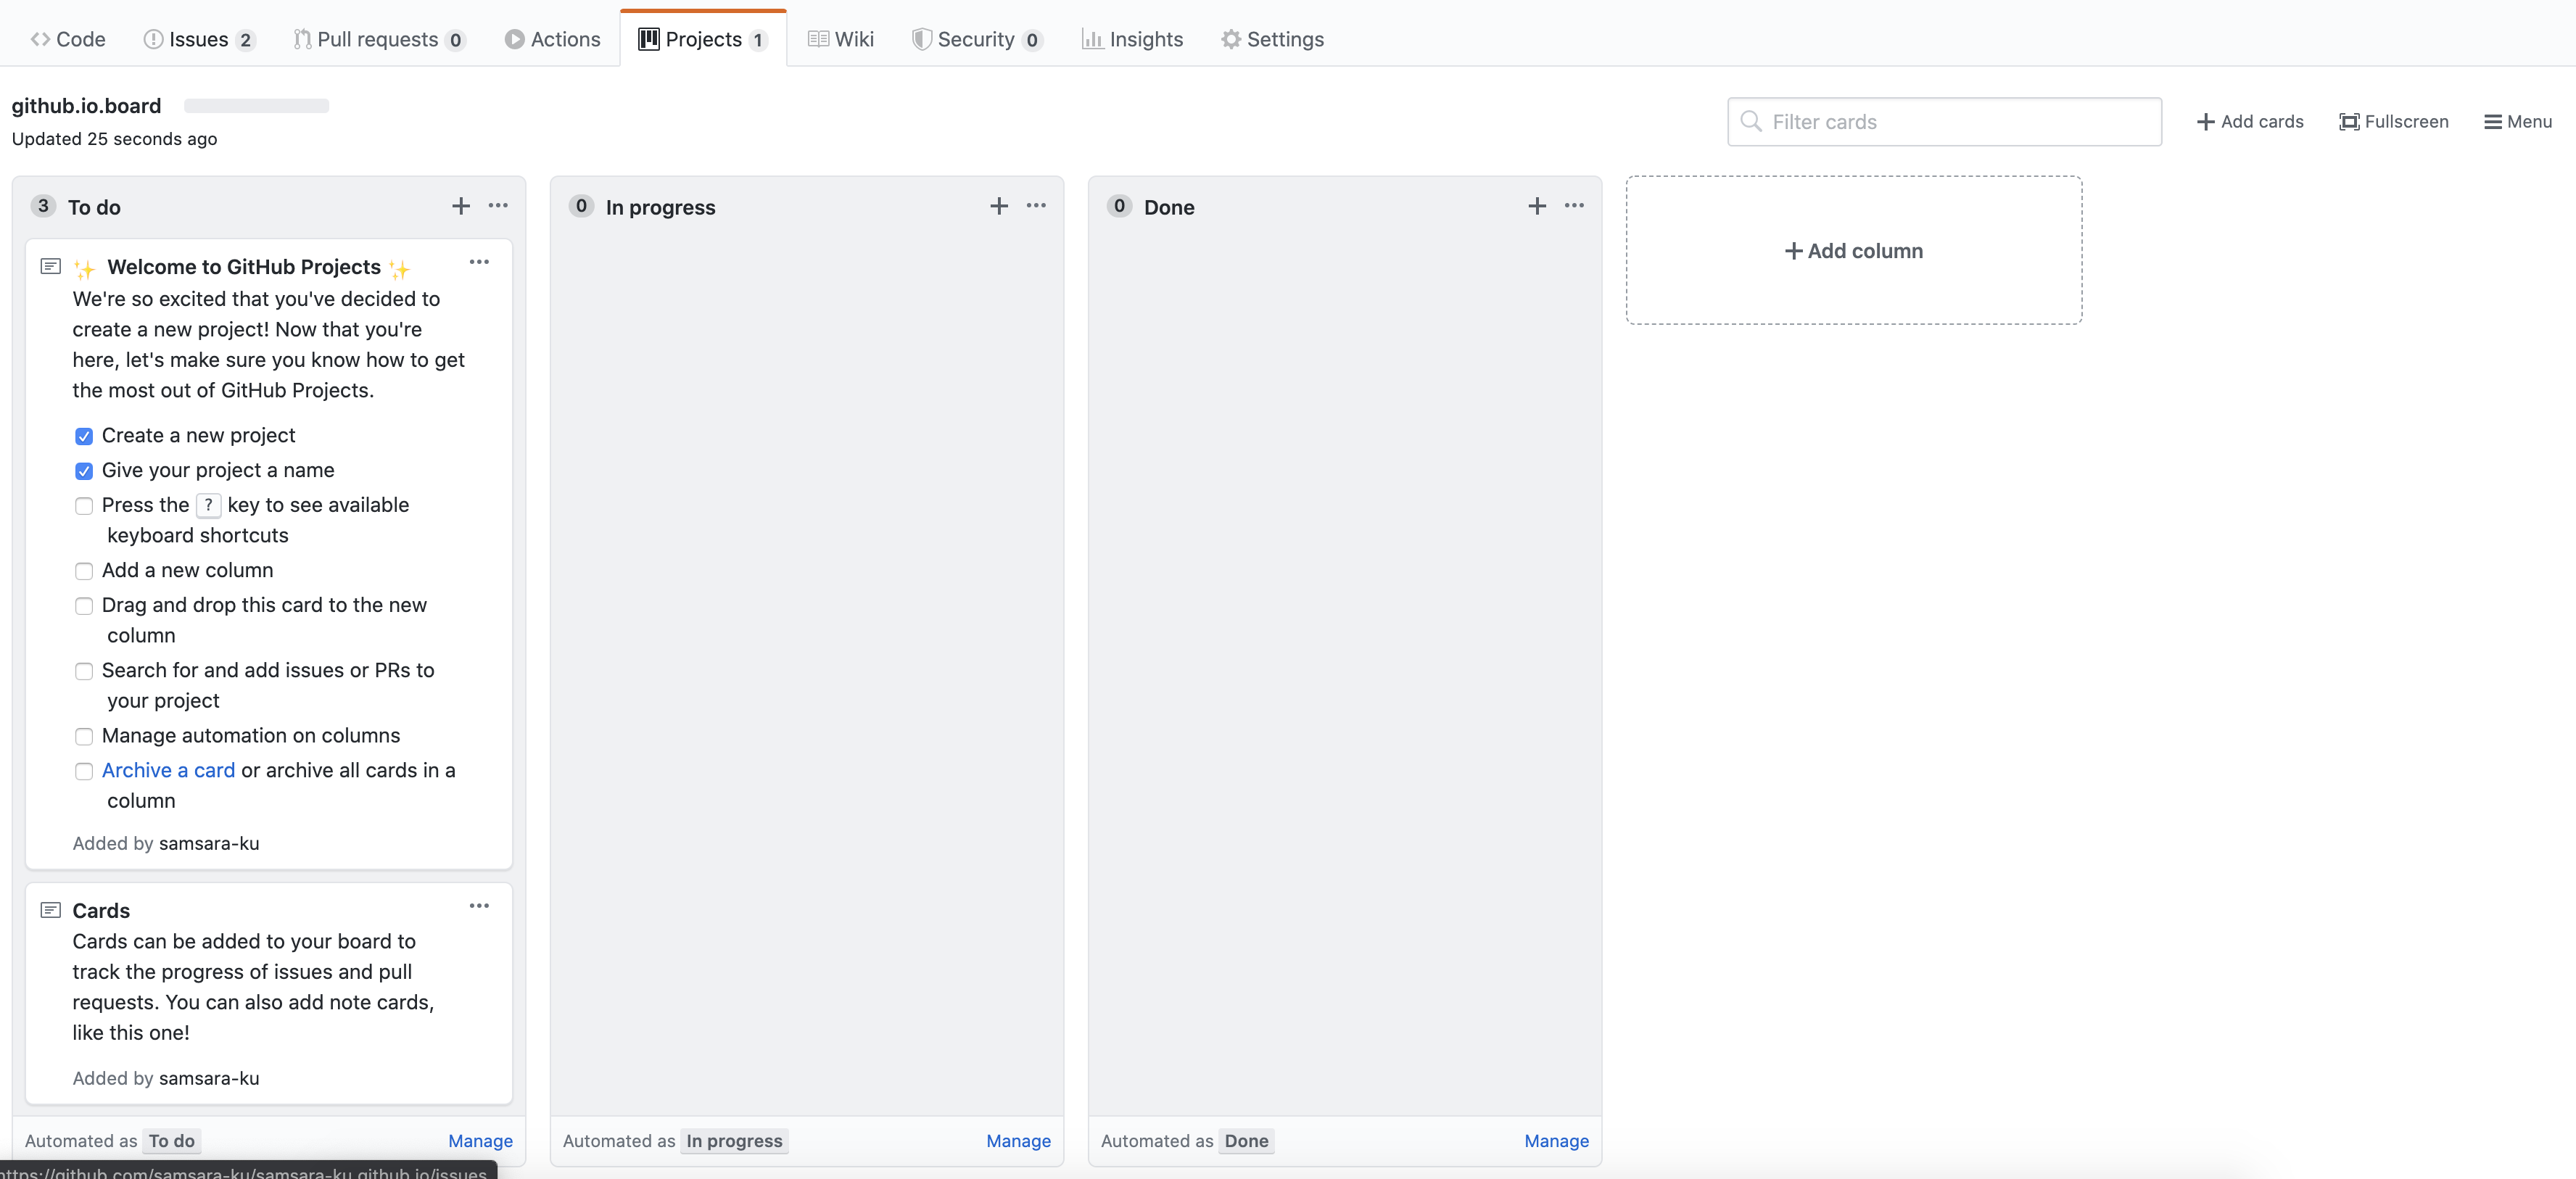 Code Issues 2 Pull requests 0 Actions Projects 1 Wiki Security 0 Insights Settings
github.io.board
Updated 25 seconds ago
Filter cards
Add cards Fullscreen Menu
3 To do
✨ Welcome to GitHub Projects ✨
We're so excited that you've decided to
create a new project! Now that you're
here, let's make sure you know how to get
the most out of GitHub Projects.
Create a new project
Give your project a name
Press the ? key to see available
keyboard shortcuts
Add a new column
Drag and drop this card to the new
column
Search for and add issues or PRs to
your project
Manage automation on columns
Archive a card or archive all cards in a
column
Added by samsara-ku
Cards
Cards can be added to your board to
track the progress of issues and pull
requests. You can also add note cards,
like this one!
Added by samsara-ku
Automated as To do Manage
0 In progress
Automated as In progress Manage
0 Done
Automated as Done Manage
Add column
https://github.com/samsara-ku/samsara-ku.github.io/issues